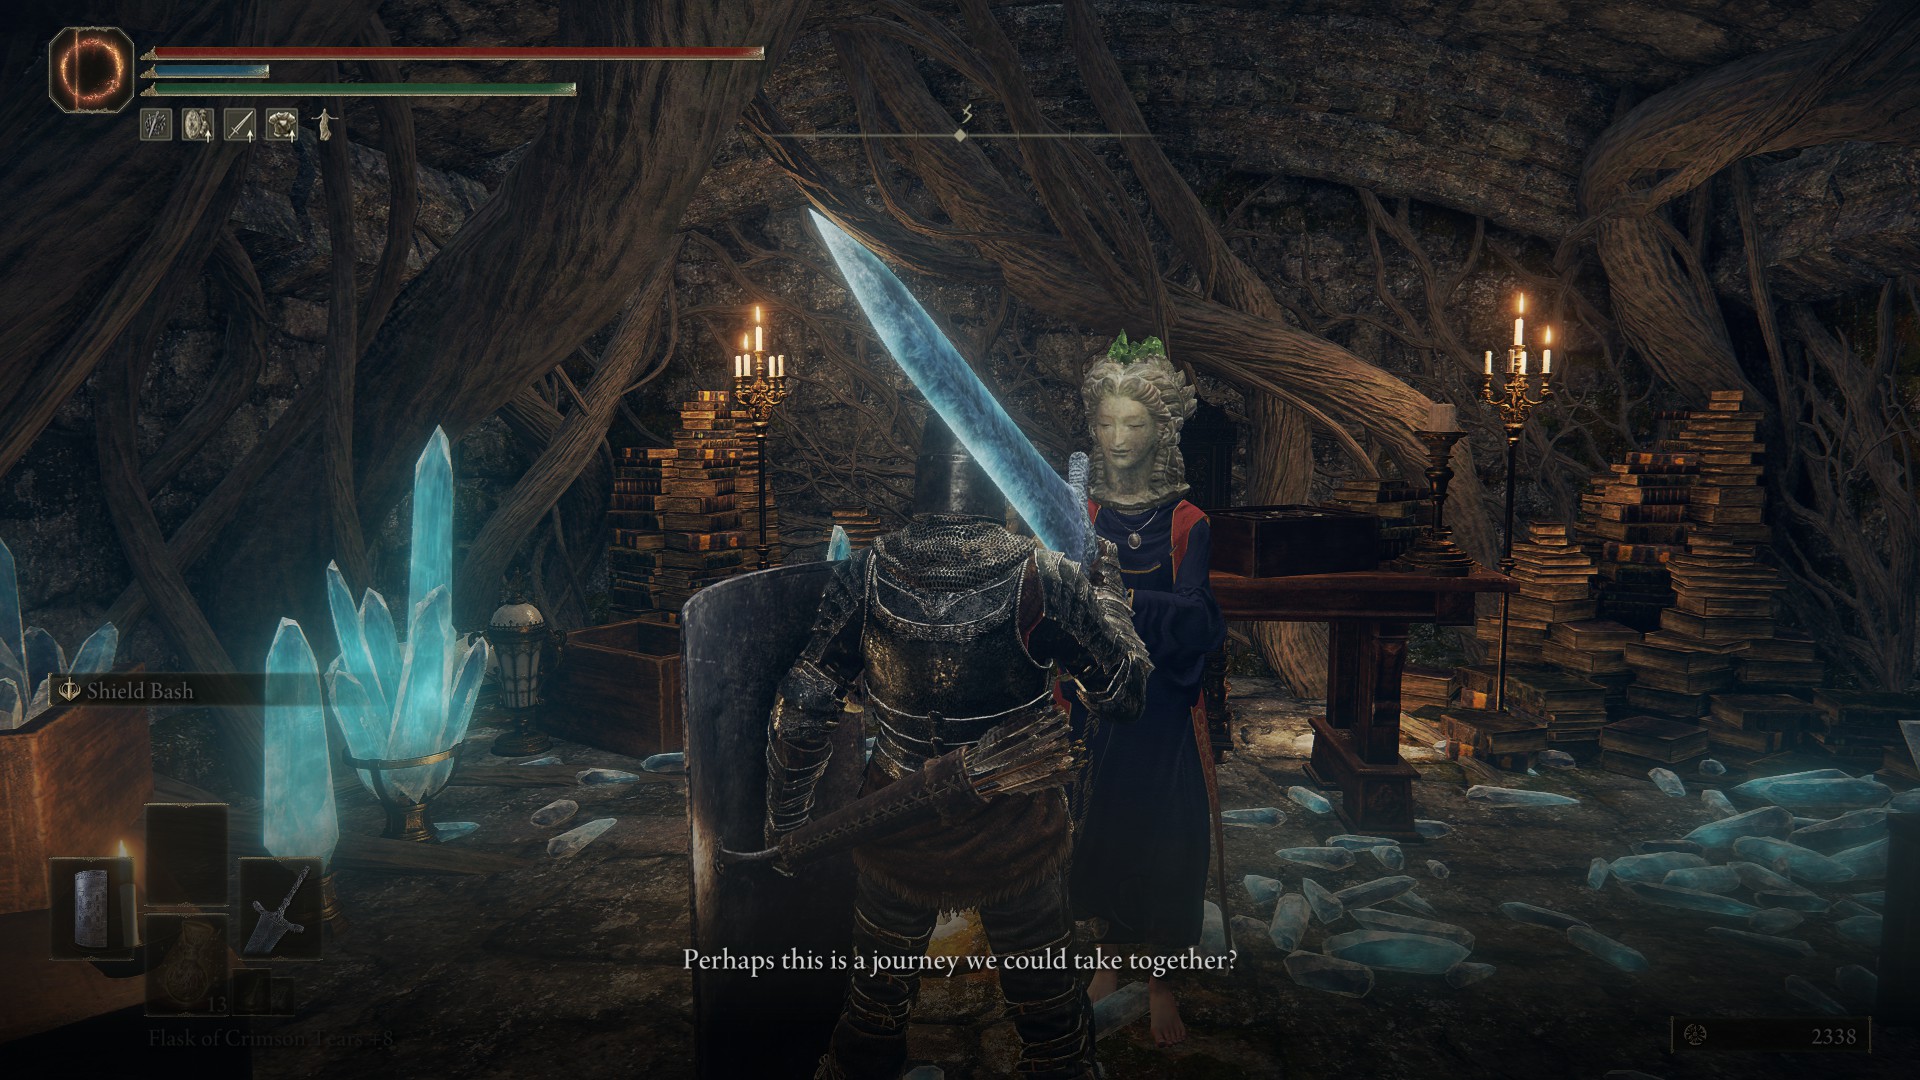 Shield Bash
Perhaps this is a journey we could take together?
13
Flask of Crimson Tears +8
2338